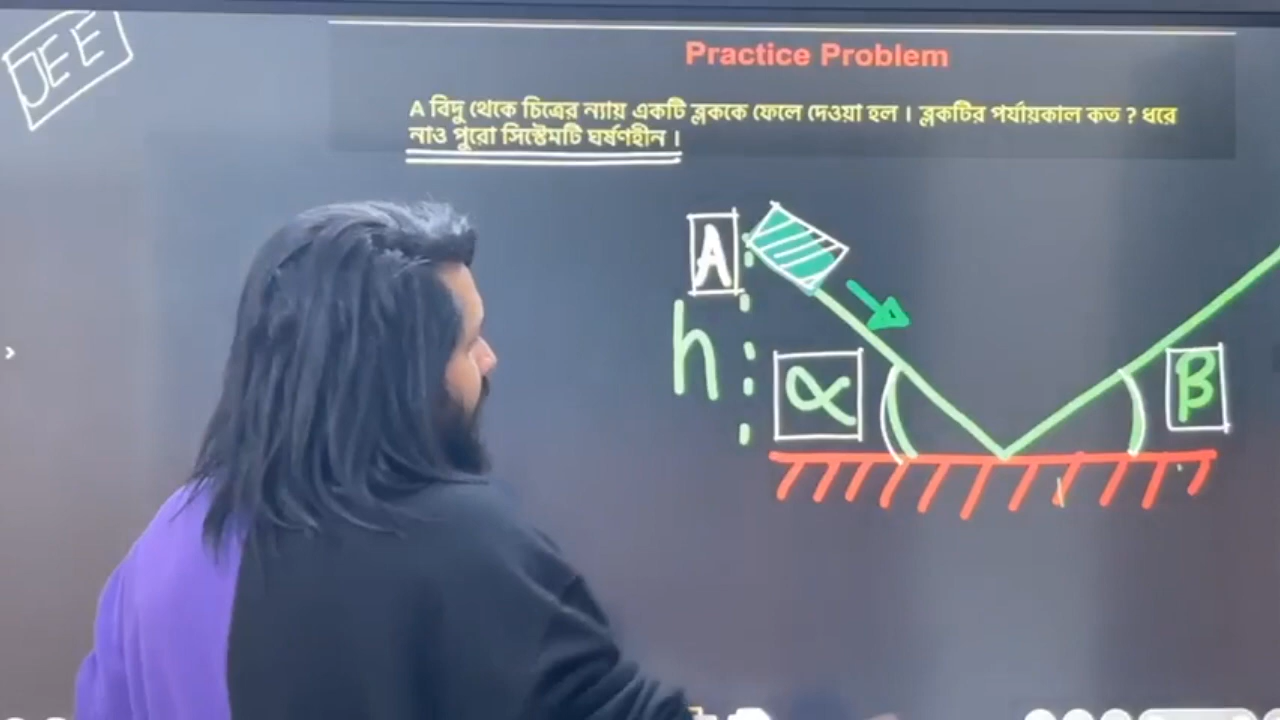 JEE
Practice Problem
A বিদু থেকে চিত্রের ন্যায় একটি ব্লককে ফেলে দেওয়া হল । ব্লকটির পর্যায়কাল কত ? ধরে
নাও পুরো সিস্টেমটি ঘর্ষণহীন ।
A
h
α
β